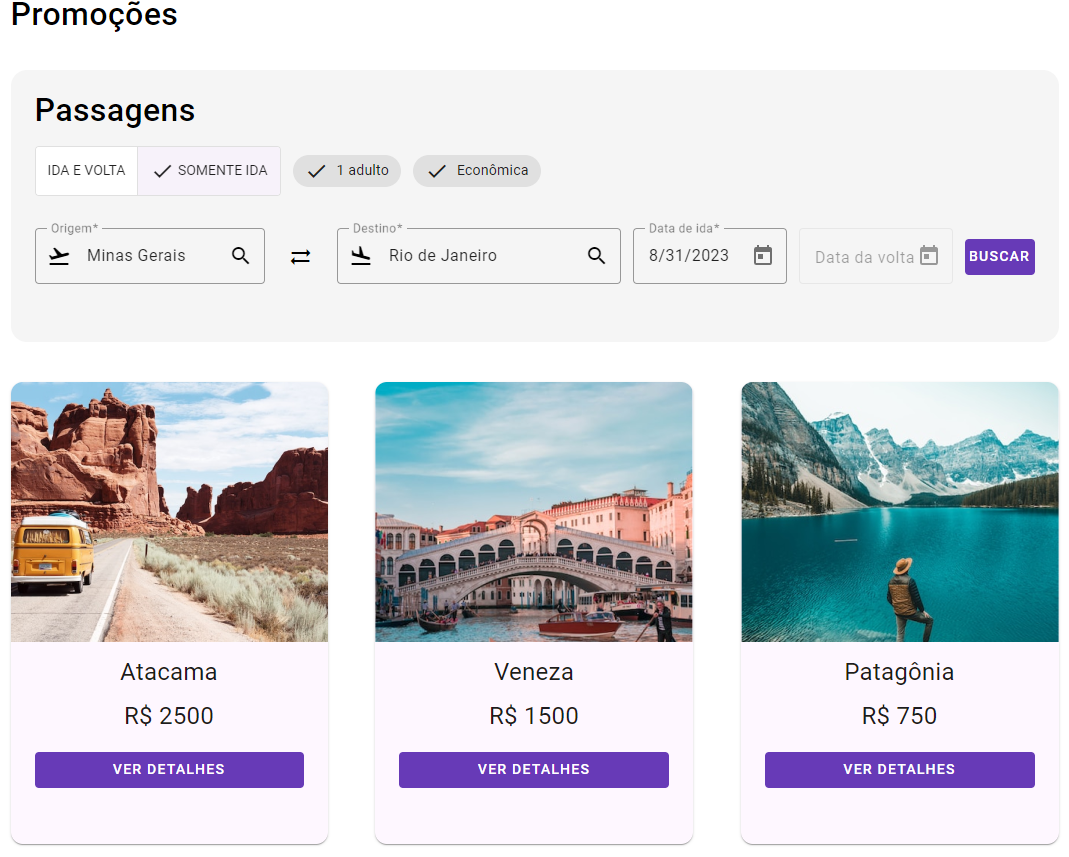 Promoções
Passagens
IDA E VOLTA
SOMENTE IDA
1 adulto
Econômica
Origem*
Minas Gerais
Destino*
Rio de Janeiro
Data de ida*
8/31/2023
Data da volta
BUSCAR
Atacama
R$ 2500
VER DETALHES
Veneza
R$ 1500
VER DETALHES
Patagônia
R$ 750
VER DETALHES